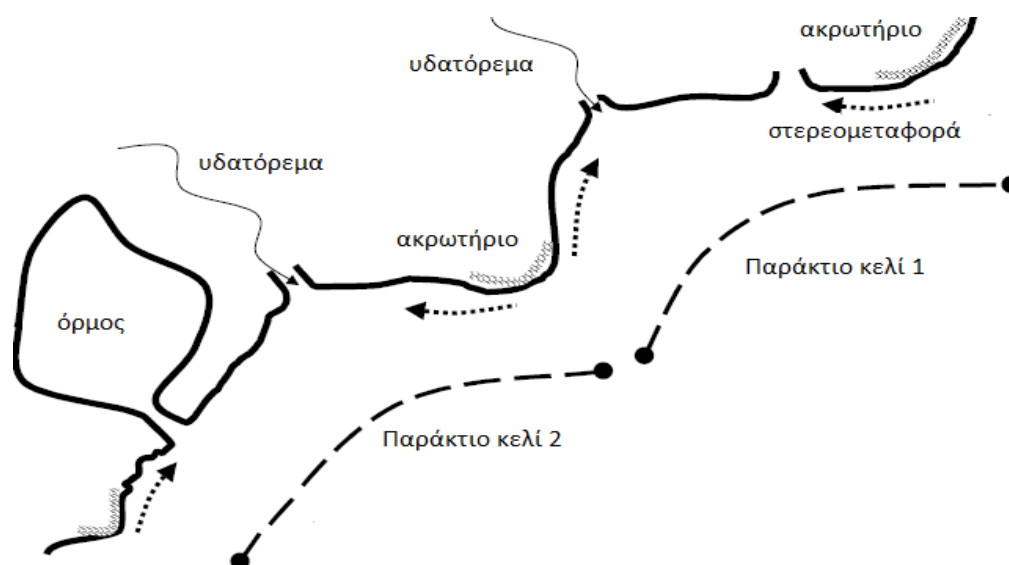 ακρωτήριο
υδατόρεμα
στερεομεταφορά
υδατόρεμα
ακρωτήριο
Παράκτιο κελί 1
όρμος
Παράκτιο κελί 2